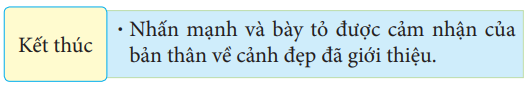 Kết thúc
· Nhấn mạnh và bày tỏ được cảm nhận của
bản thân về cảnh đẹp đã giới thiệu.